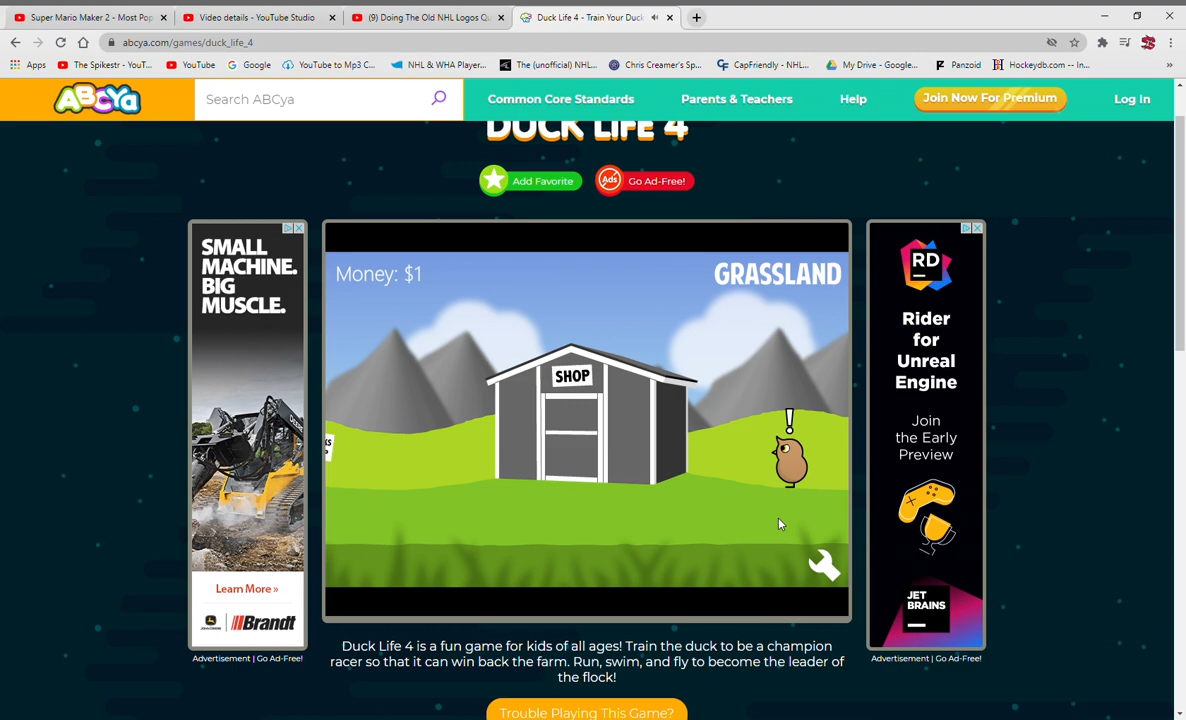 Super Mario Maker 2 - Most Pop
Video details - YouTube Studio
(9) Doing The Old NHL Logos Qu
Duck Life 4 - Train Your Duck
abcya.com/games/duck_life_4
Apps
The Spikestr - YouT...
YouTube
Google
YouTube to Mp3 C...
NHL & WHA Player...
The (unofficial) NHL...
Chris Creamer's Sp...
CapFriendly - NHL...
My Drive - Google...
Panzoid
Hockeydb.com -- In...
»
ABCYa
Search ABCya
Common Core Standards
Parents & Teachers
Help
Join Now For Premium
Log In
DUCK LIFE 4
Add Favorite
Ads
Go Ad-Free!
SMALL
MACHINE.
BIG
MUSCLE.
Learn More »
JOHN DEERE
Brandt
Advertisement | Go Ad-Free!
Money: $1
GRASSLAND
SHOP
!
RD
Rider
for
Unreal
Engine
Join
the Early
Preview
JET
BRAINS
Advertisement | Go Ad-Free!
Duck Life 4 is a fun game for kids of all ages! Train the duck to be a champion
racer so that it can win back the farm. Run, swim, and fly to become the leader of
the flock!
Trouble Playing This Game?